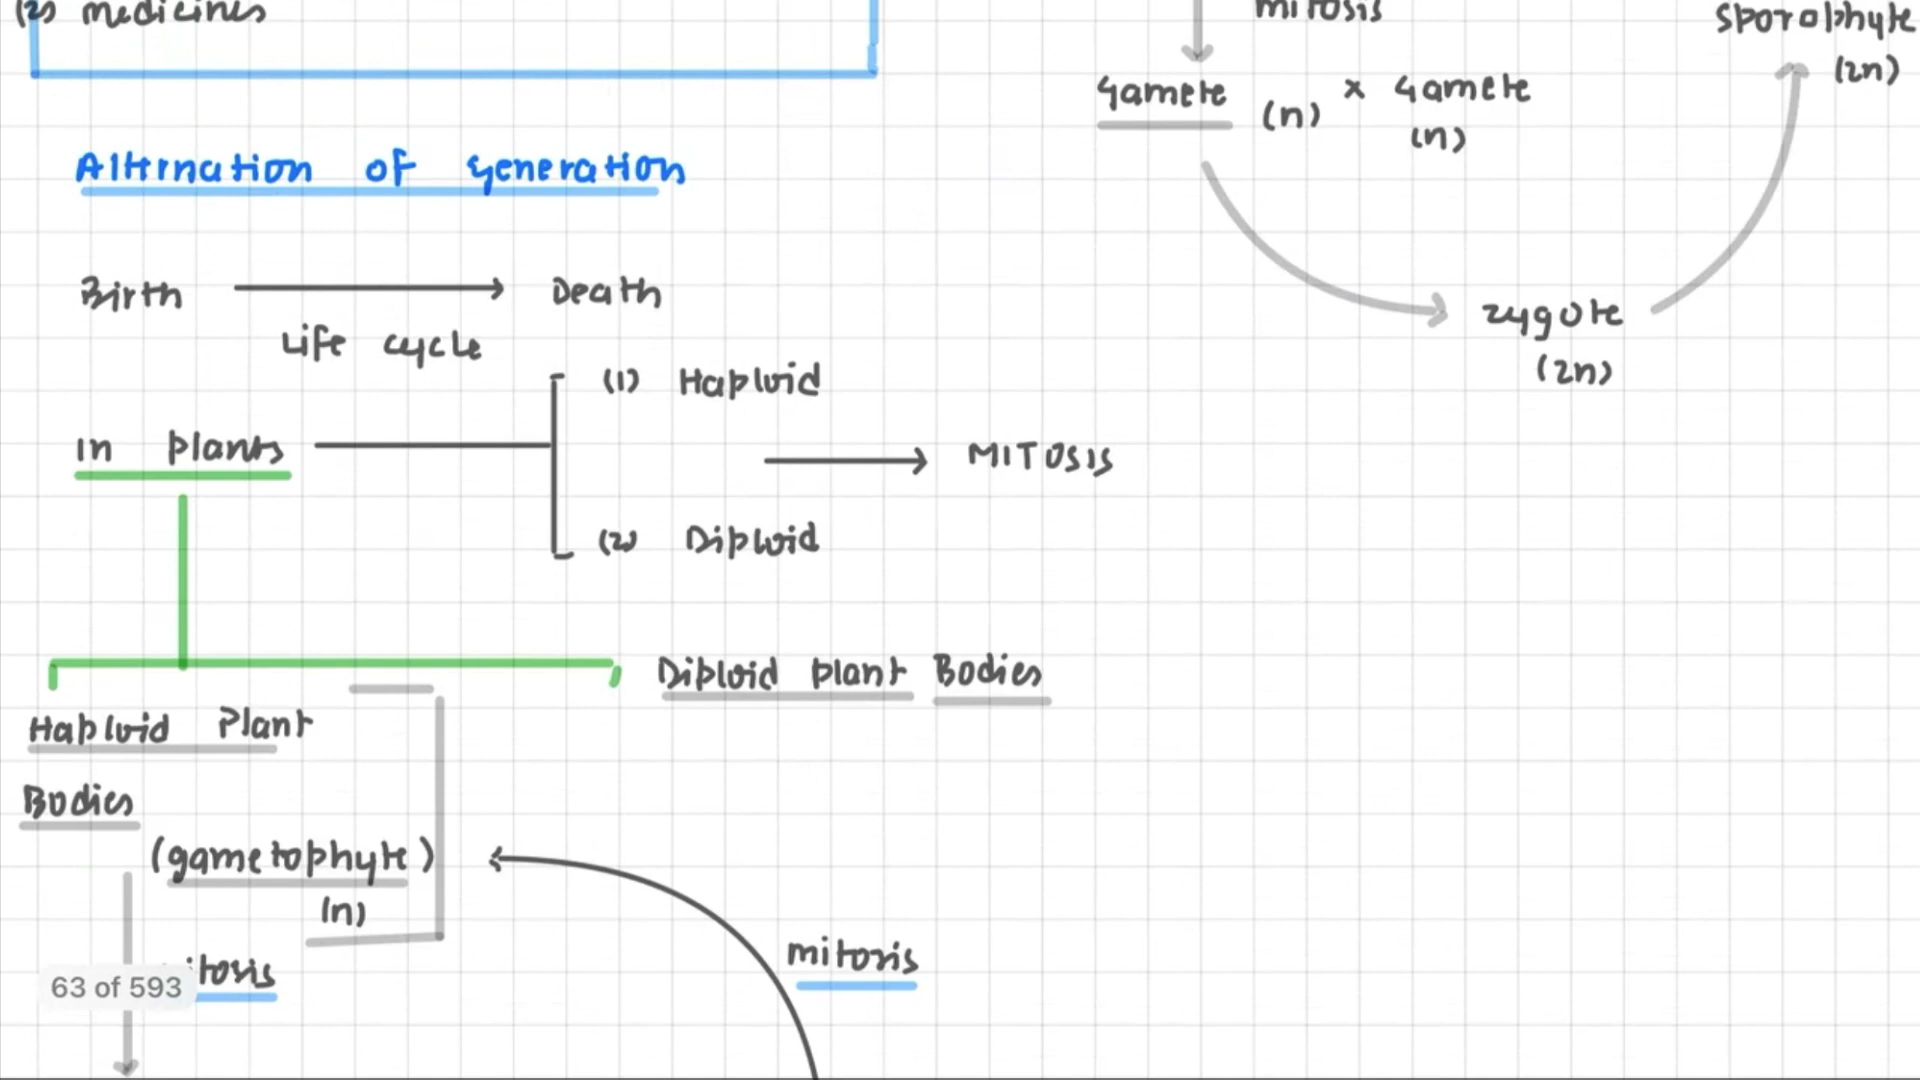 (2) medicines
mitosis
sporophyte
(2n)
Gamete (n) x Gamete
(n)
Alternation of Generation
Birth Death
Life cycle
zygote
(2n)
(1) Haploid
In plants
MITOSIS
(2) Diploid
Diploid plant Bodies
Haploid Plant
Bodies
(gametophyte)
(n)
mitosis
itosis
63 of 593